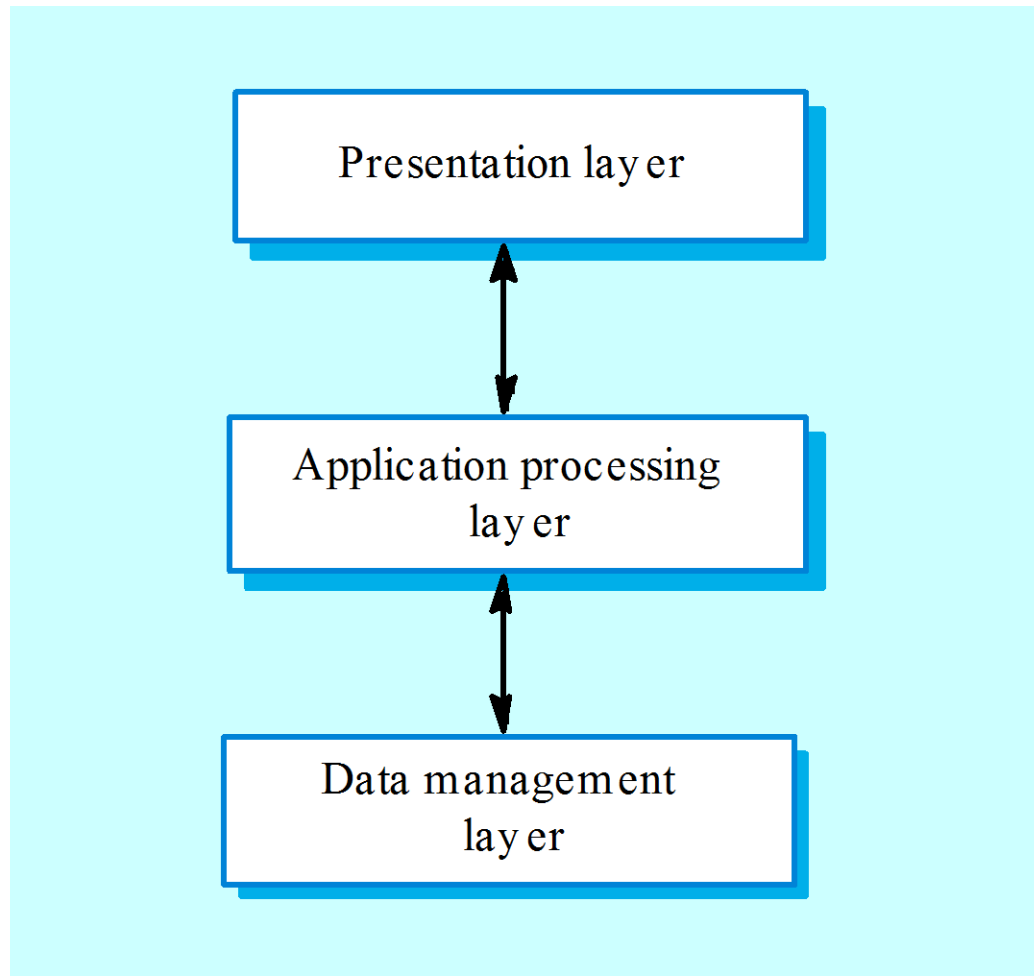 Presentation layer
Application processing
layer
Data management
layer